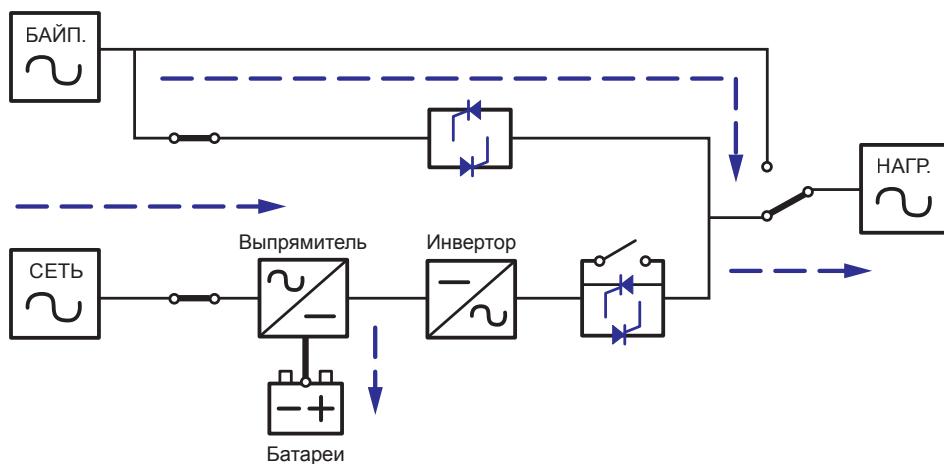 БАЙП.
НАГР.
Выпрямитель
Инвертор
СЕТЬ
Батареи